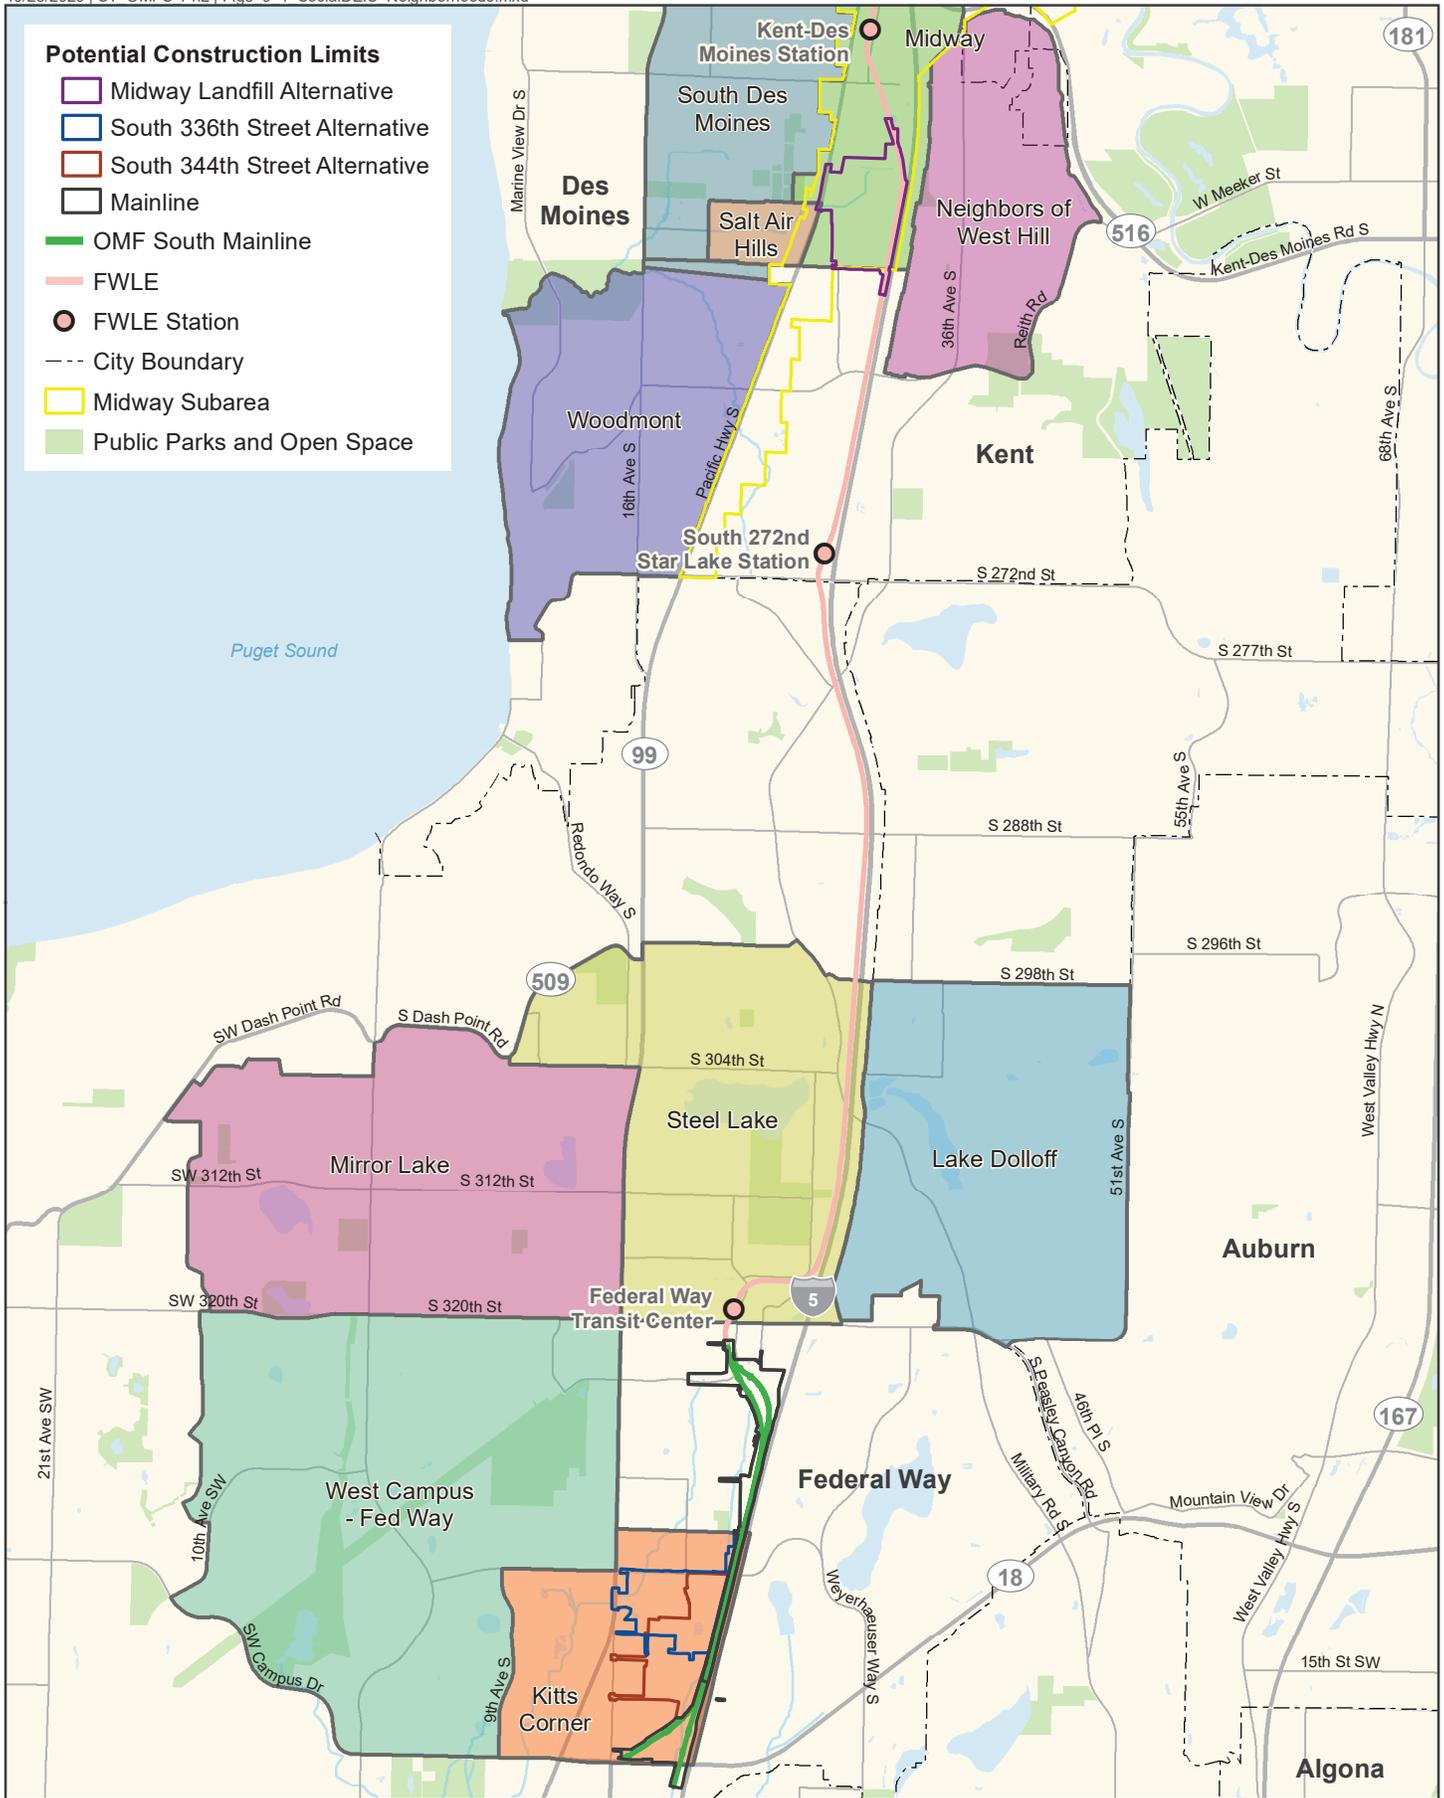 Potential Construction Limits
Midway Landfill Alternative
South 336th Street Alternative
South 344th Street Alternative
Mainline
OMF South Mainline
FWLE
FWLE Station
City Boundary
Midway Subarea
Public Parks and Open Space
Kent-Des
Moines Station
Midway
181
South Des
Moines
Marine View Dr S
Des
Moines
Salt Air
Hills
Neighbors of
West Hill
W Meeker St
516
Kent-Des Moines Rd S
36th Ave S
Reith Rd
Woodmont
16th Ave S
Pacific Hwy S
Kent
68th Ave S
South 272nd
Star Lake Station
S 272nd St
Puget Sound
S 277th St
99
55th Ave S
Redondo Way S
S 288th St
S 296th St
509
S 298th St
SW Dash Point Rd
S Dash Point Rd
S 304th St
West Valley Hwy N
Steel Lake
Mirror Lake
Lake Dolloff
51st Ave S
SW 312th St
S 312th St
Auburn
SW 320th St
S 320th St
Federal Way
Transit Center
5
21st Ave SW
S Peasley Canyon Rd
46th Pl S
167
10th Ave SW
West Campus
- Fed Way
Federal Way
Military Rd S
Mountain View Dr
West Valley Hwy S
18
Weyerhaeuser Way S
SW Campus Dr
9th Ave S
Kitts
Corner
15th St SW
Algona